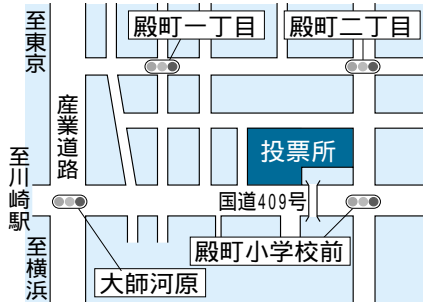 至東京
殿町一丁目
殿町二丁目
産業道路
投票所
至川崎駅
国道409号
殿町小学校前
至横浜
大師河原